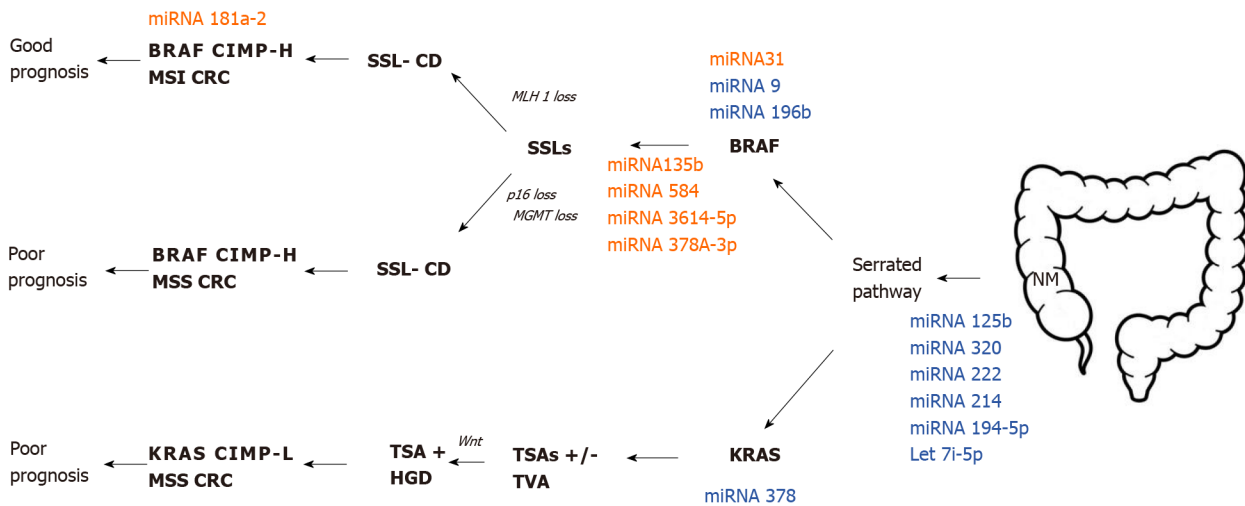 miRNA 181a-2
Good
prognosis
BRAF CIMP-H
MSI CRC
SSL- CD
MLH 1 loss
miRNA31
miRNA 9
miRNA 196b
SSLs
BRAF
miRNA135b
miRNA 584
miRNA 3614-5p
miRNA 378A-3p
p16 loss
MGMT loss
Poor
prognosis
BRAF CIMP-H
MSS CRC
SSL- CD
Serrated
pathway
NM
miRNA 125b
miRNA 320
miRNA 222
miRNA 214
miRNA 194-5p
Let 7i-5p
Poor
prognosis
KRAS CIMP-L
MSS CRC
TSA +
HGD
Wnt
TSAs +/-
TVA
KRAS
miRNA 378